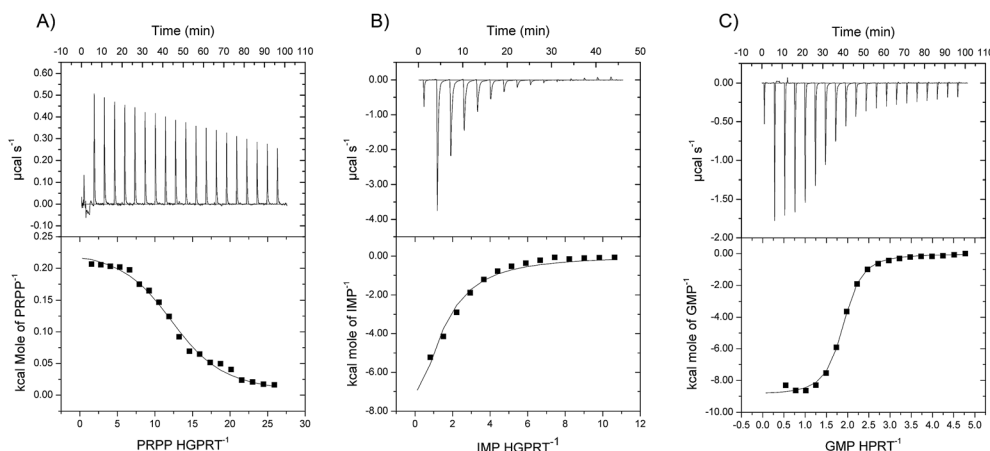 A)
Time (min)
-10 0 10 20 30 40 50 60 70 80 90 100 110
0.60
0.50
0.40
0.30
0.20
0.10
0.00
-0.10
µcal s⁻¹
0.25
0.20
0.15
0.10
0.05
0.00
kcal Mole of PRPP⁻¹
0 5 10 15 20 25 30
PRPP HGPRT⁻¹
B)
Time (min)
0 10 20 30 40 50
0.00
-1.00
-2.00
-3.00
-4.00
µcal s⁻¹
0.00
-2.00
-4.00
-6.00
-8.00
kcal mole of IMP⁻¹
0 2 4 6 8 10 12
IMP HGPRT⁻¹
C)
Time (min)
-10 0 10 20 30 40 50 60 70 80 90 100 110
0.00
-0.50
-1.00
-1.50
-2.00
µcal s⁻¹
0.00
-2.00
-4.00
-6.00
-8.00
-10.00
kcal mole of GMP⁻¹
-0.5 0.0 0.5 1.0 1.5 2.0 2.5 3.0 3.5 4.0 4.5 5.0
GMP HPRT⁻¹